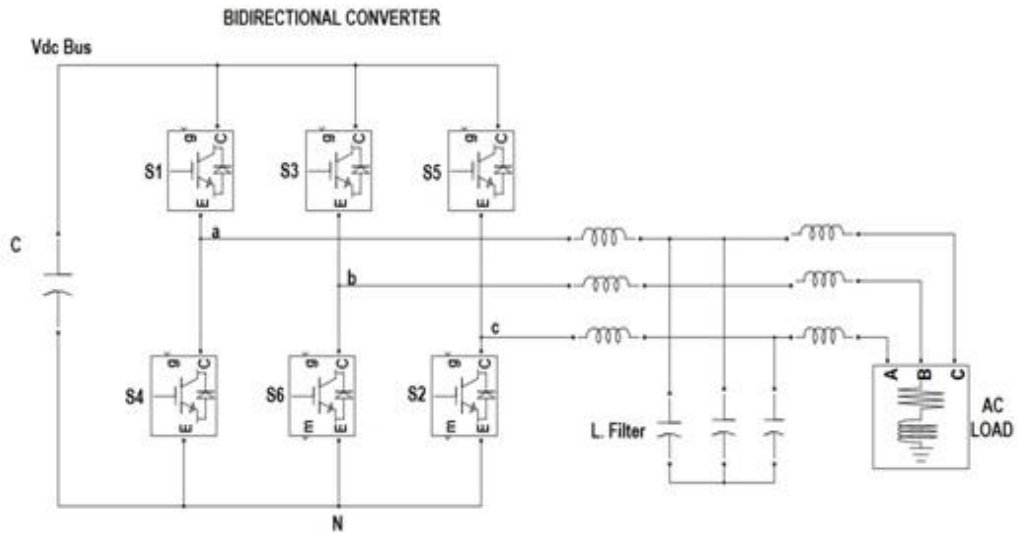 BIDIRECTIONAL CONVERTER
Vdc Bus
g C
g C
g C
S1
S3
S5
E
E
E
a
C
b
c
g C
g C
g C
A B C
S4
S6
S2
AC
LOAD
E
m E
m E
L. Filter
N